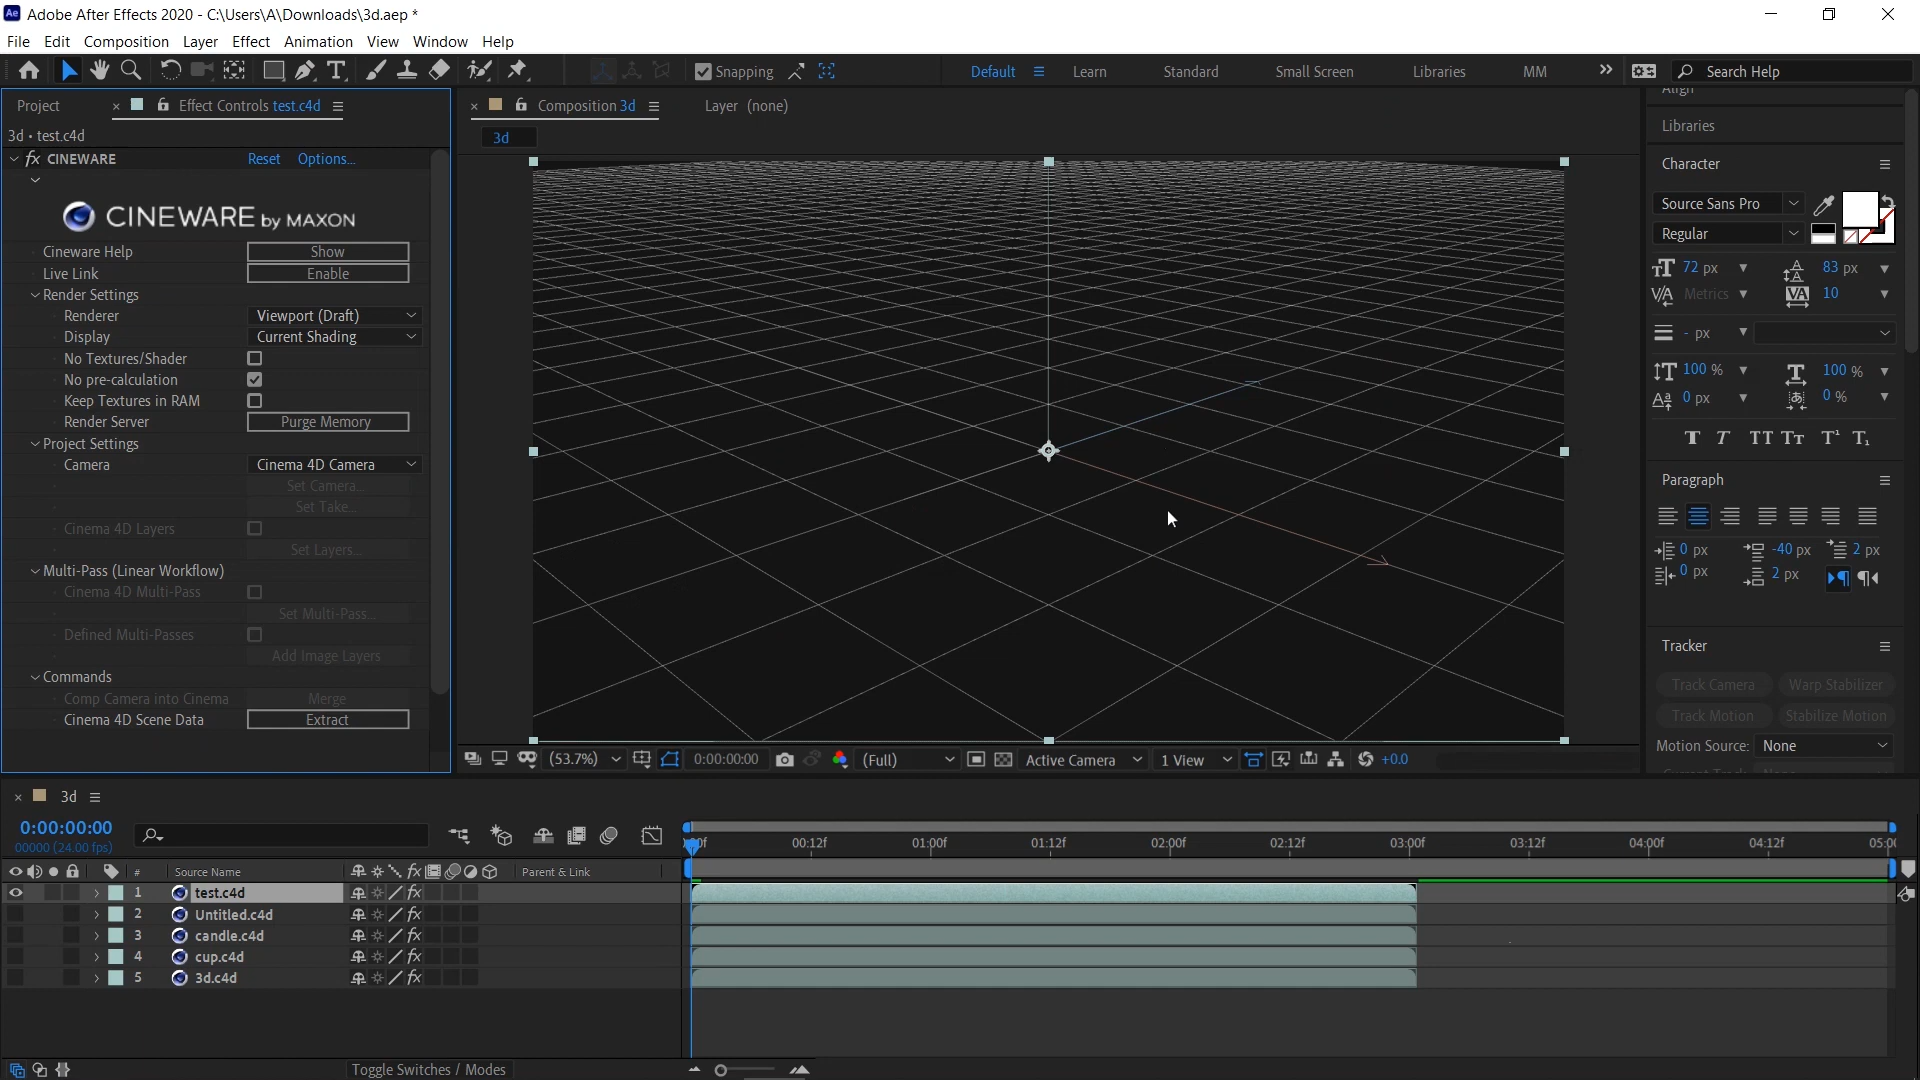 Adobe After Effects 2020 - C:\Users\A\Downloads\3d.aep *
File Edit Composition Layer Effect Animation View Window Help
Snapping
Default Learn Standard Small Screen Libraries MM
Search Help
Project
Effect Controls test.c4d
3d • test.c4d
fx CINEWARE Reset Options...
CINEWARE by MAXON
Cineware Help Show
Live Link Enable
Render Settings
Renderer Viewport (Draft)
Display Current Shading
No Textures/Shader
No pre-calculation
Keep Textures in RAM
Render Server Purge Memory
Project Settings
Camera Cinema 4D Camera
Set Camera...
Set Take...
Cinema 4D Layers
Set Layers...
Multi-Pass (Linear Workflow)
Cinema 4D Multi-Pass
Set Multi-Pass...
Defined Multi-Passes
Add Image Layers
Commands
Comp Camera into Cinema Merge
Cinema 4D Scene Data Extract
Composition 3d
Layer (none)
3d
(53.7%) 0:00:00:00 (Full) Active Camera 1 View +0.0
Align
Libraries
Character
Source Sans Pro
Regular
72 px 83 px
Metrics 10
- px
100 % 100 %
0 px 0 %
T T TT Tт T¹ T₁
Paragraph
0 px -40 px 2 px
0 px 2 px
Tracker
Track Camera Warp Stabilizer
Track Motion Stabilize Motion
Motion Source: None
3d
0:00:00:00
00000 (24.00 fps)
00:12f 01:00f 01:12f 02:00f 02:12f 03:00f 03:12f 04:00f 04:12f
# Source Name Parent & Link
1 test.c4d
2 Untitled.c4d
3 candle.c4d
4 cup.c4d
5 3d.c4d
Toggle Switches / Modes